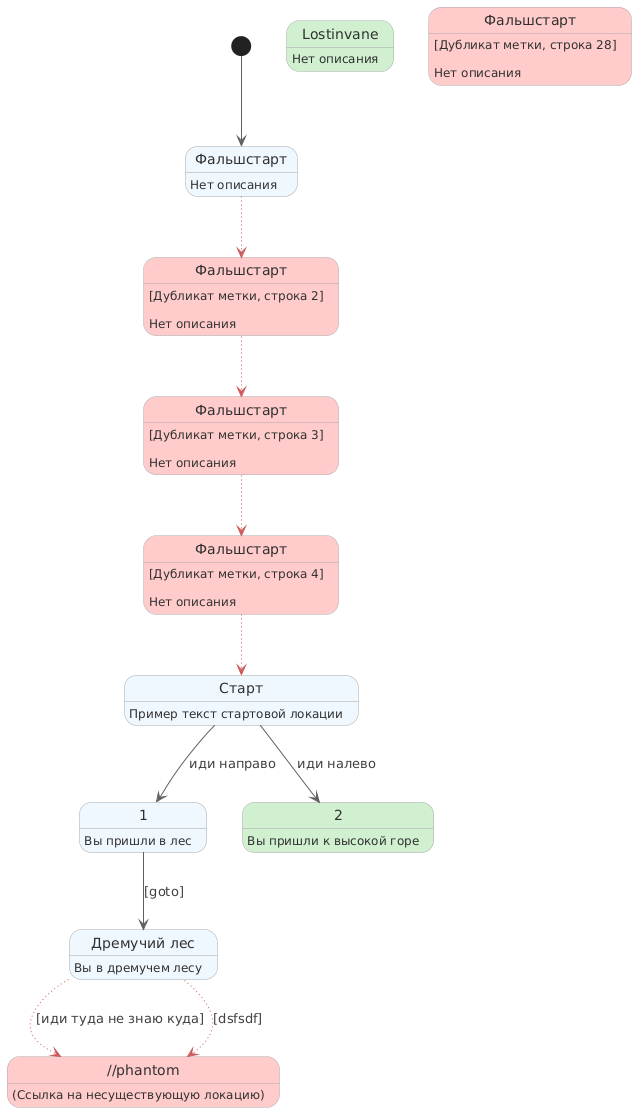 Lostinvane
Нет описания
Фальшстарт
[Дубликат метки, строка 28]
Нет описания
Фальшстарт
Нет описания
Фальшстарт
[Дубликат метки, строка 2]
Нет описания
Фальшстарт
[Дубликат метки, строка 3]
Нет описания
Фальшстарт
[Дубликат метки, строка 4]
Нет описания
Старт
Пример текст стартовой локации
иди направо
иди налево
1
Вы пришли в лес
2
Вы пришли к высокой горе
[goto]
Дремучий лес
Вы в дремучем лесу
[иди туда не знаю куда]
[dsfsdf]
//phantom
(Ссылка на несуществующую локацию)